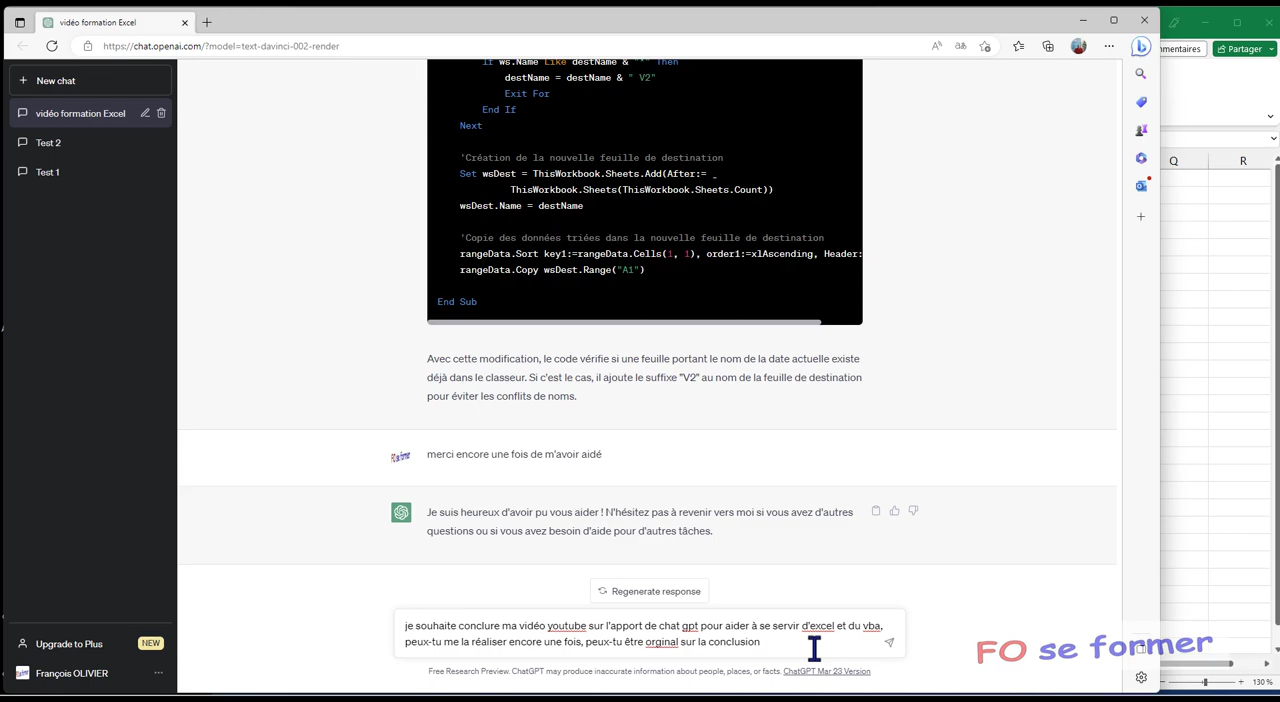 vidéo formation Excel
https://chat.openai.com/?model=text-davinci-002-render
mentaires
Partager
New chat
vidéo formation Excel
Test 2
Test 1
If ws.Name Like destName & "*" Then
destName = destName & " V2"
Exit For
End If
Next
'Création de la nouvelle feuille de destination
Set wsDest = ThisWorkbook.Sheets.Add(After:= _
ThisWorkbook.Sheets(ThisWorkbook.Sheets.Count))
wsDest.Name = destName
'Copie des données triées dans la nouvelle feuille de destination
rangeData.Sort key1:=rangeData.Cells(1, 1), order1:=xlAscending, Header:
rangeData.Copy wsDest.Range("A1")
End Sub
Q R
Avec cette modification, le code vérifie si une feuille portant le nom de la date actuelle existe
déjà dans le classeur. Si c'est le cas, il ajoute le suffixe "V2" au nom de la feuille de destination
pour éviter les conflits de noms.
merci encore une fois de m'avoir aidé
Je suis heureux d'avoir pu vous aider ! N'hésitez pas à revenir vers moi si vous avez d'autres
questions ou si vous avez besoin d'aide pour d'autres tâches.
Regenerate response
je souhaite conclure ma vidéo youtube sur l'apport de chat gpt pour aider à se servir d'excel et du vba,
peux-tu me la réaliser encore une fois, peux-tu être orginal sur la conclusion
Free Research Preview. ChatGPT may produce inaccurate information about people, places, or facts. ChatGPT Mar 23 Version
Upgrade to Plus NEW
François OLIVIER
FO se former
130 %